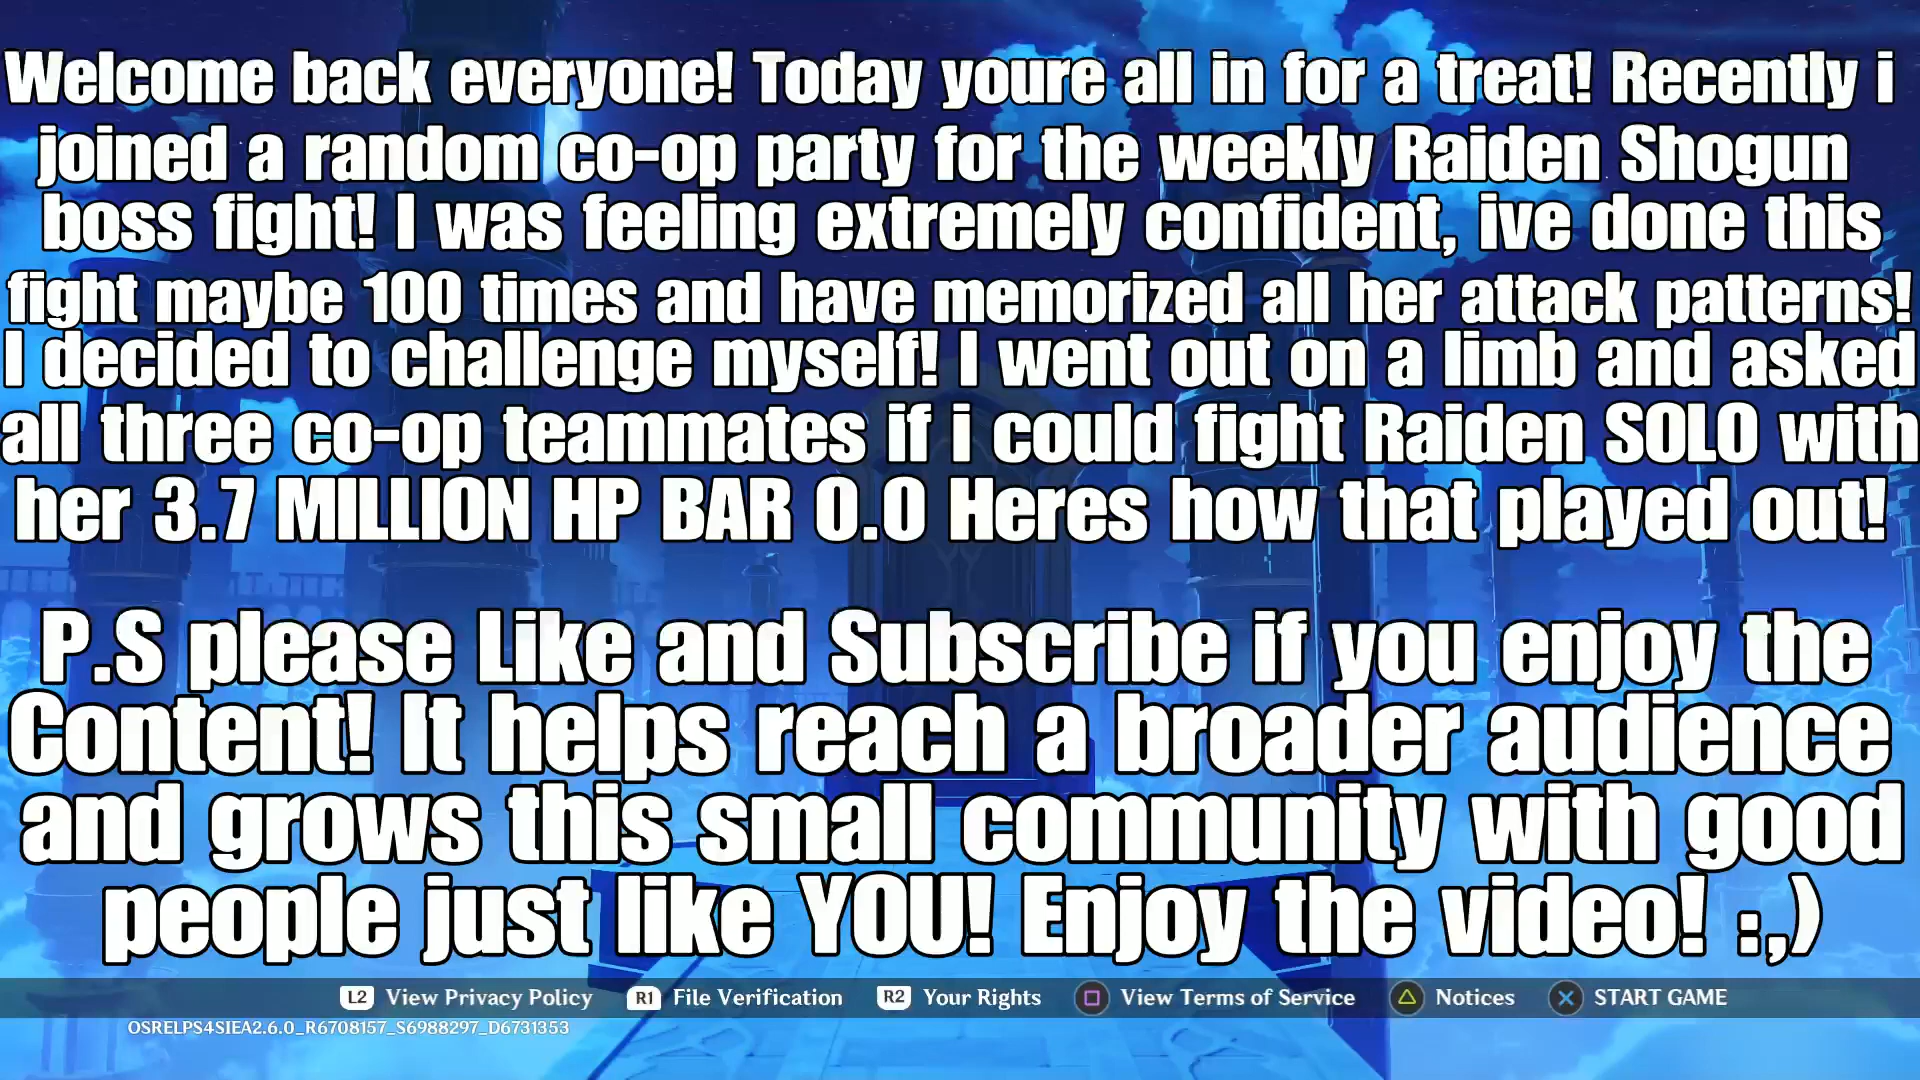 Welcome back everyone! Today youre all in for a treat! Recently i
joined a random co-op party for the weekly Raiden Shogun
boss fight! I was feeling extremely confident, ive done this
fight maybe 100 times and have memorized all her attack patterns!
I decided to challenge myself! I went out on a limb and asked
all three co-op teammates if i could fight Raiden SOLO with
her 3.7 MILLION HP BAR O.O Heres how that played out!
P.S please Like and Subscribe if you enjoy the
Content! It helps reach a broader audience
and grows this small community with good
people just like YOU! Enjoy the video! :,)
L2 View Privacy Policy R1 File Verification R2 Your Rights View Terms of Service Notices START GAME
OSRELPS4SIEA2.6.0_R6708157_S6988297_D6731353